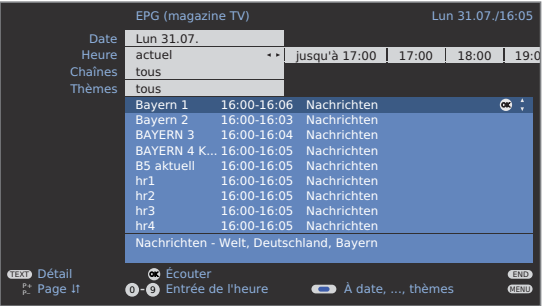 EPG (magazine TV) Lun 31.07./16:05
Date Lun 31.07.
Heure actuel jusqu'à 17:00 17:00 18:00 19:0
Chaînes tous
Thèmes tous
Bayern 1 16:00-16:06 Nachrichten OK
Bayern 2 16:00-16:03 Nachrichten
BAYERN 3 16:00-16:04 Nachrichten
BAYERN 4 K... 16:00-16:05 Nachrichten
B5 aktuell 16:00-16:05 Nachrichten
hr1 16:00-16:05 Nachrichten
hr2 16:00-16:05 Nachrichten
hr3 16:00-16:05 Nachrichten
hr4 16:00-16:05 Nachrichten
Nachrichten - Welt, Deutschland, Bayern
TEXT Détail OK Écouter END
P+ P- Page 0-9 Entrée de l'heure À date, ..., thèmes MENU